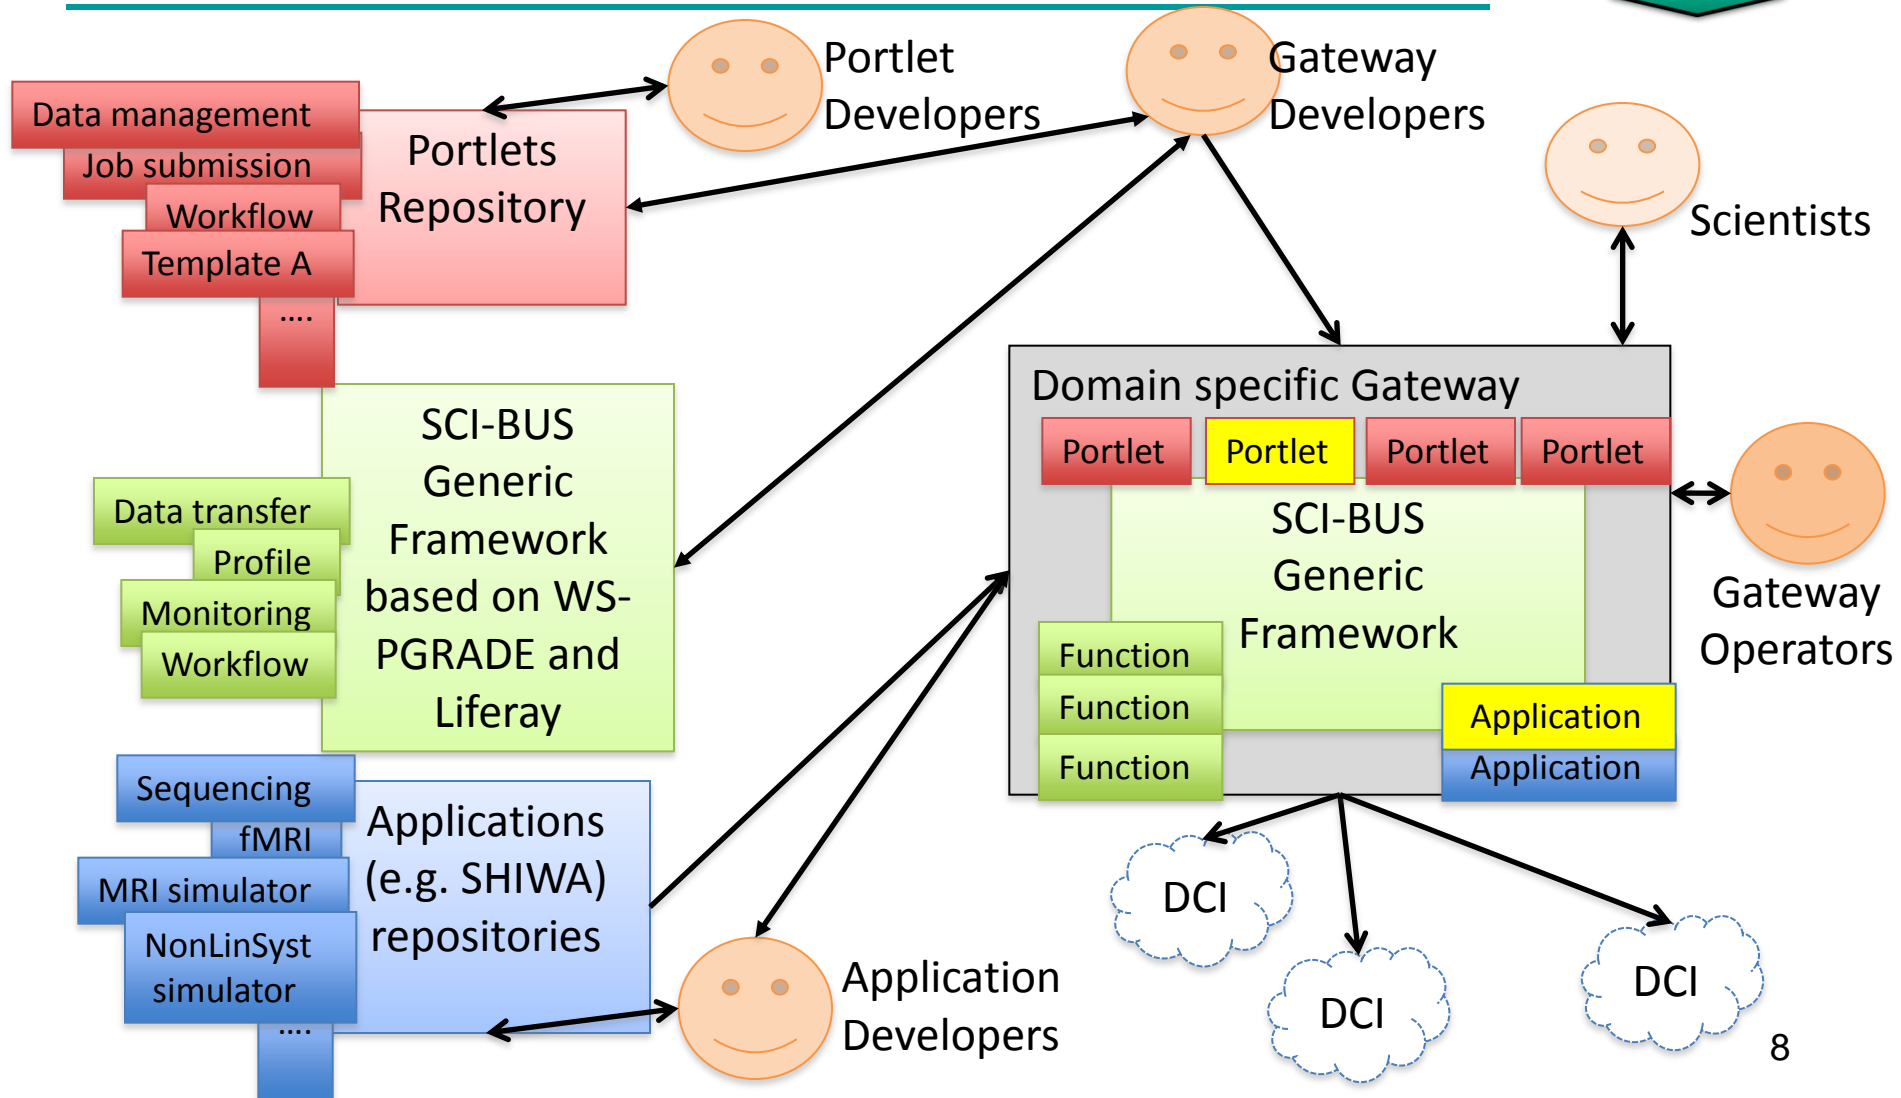 Portlet
Developers
Gateway
Developers
Scientists
Data management
Job submission
Workflow
Template A
....
Portlets
Repository
SCI-BUS
Generic
Framework
based on WS-
PGRADE and
Liferay
Data transfer
Profile
Monitoring
Workflow
Sequencing
fMRI
MRI simulator
NonLinSyst
simulator
....
Applications
(e.g. SHIWA)
repositories
Application
Developers
Domain specific Gateway
Portlet
Portlet
Portlet
Portlet
SCI-BUS
Generic
Framework
Function
Function
Function
Application
Application
Gateway
Operators
DCI
DCI
DCI
8